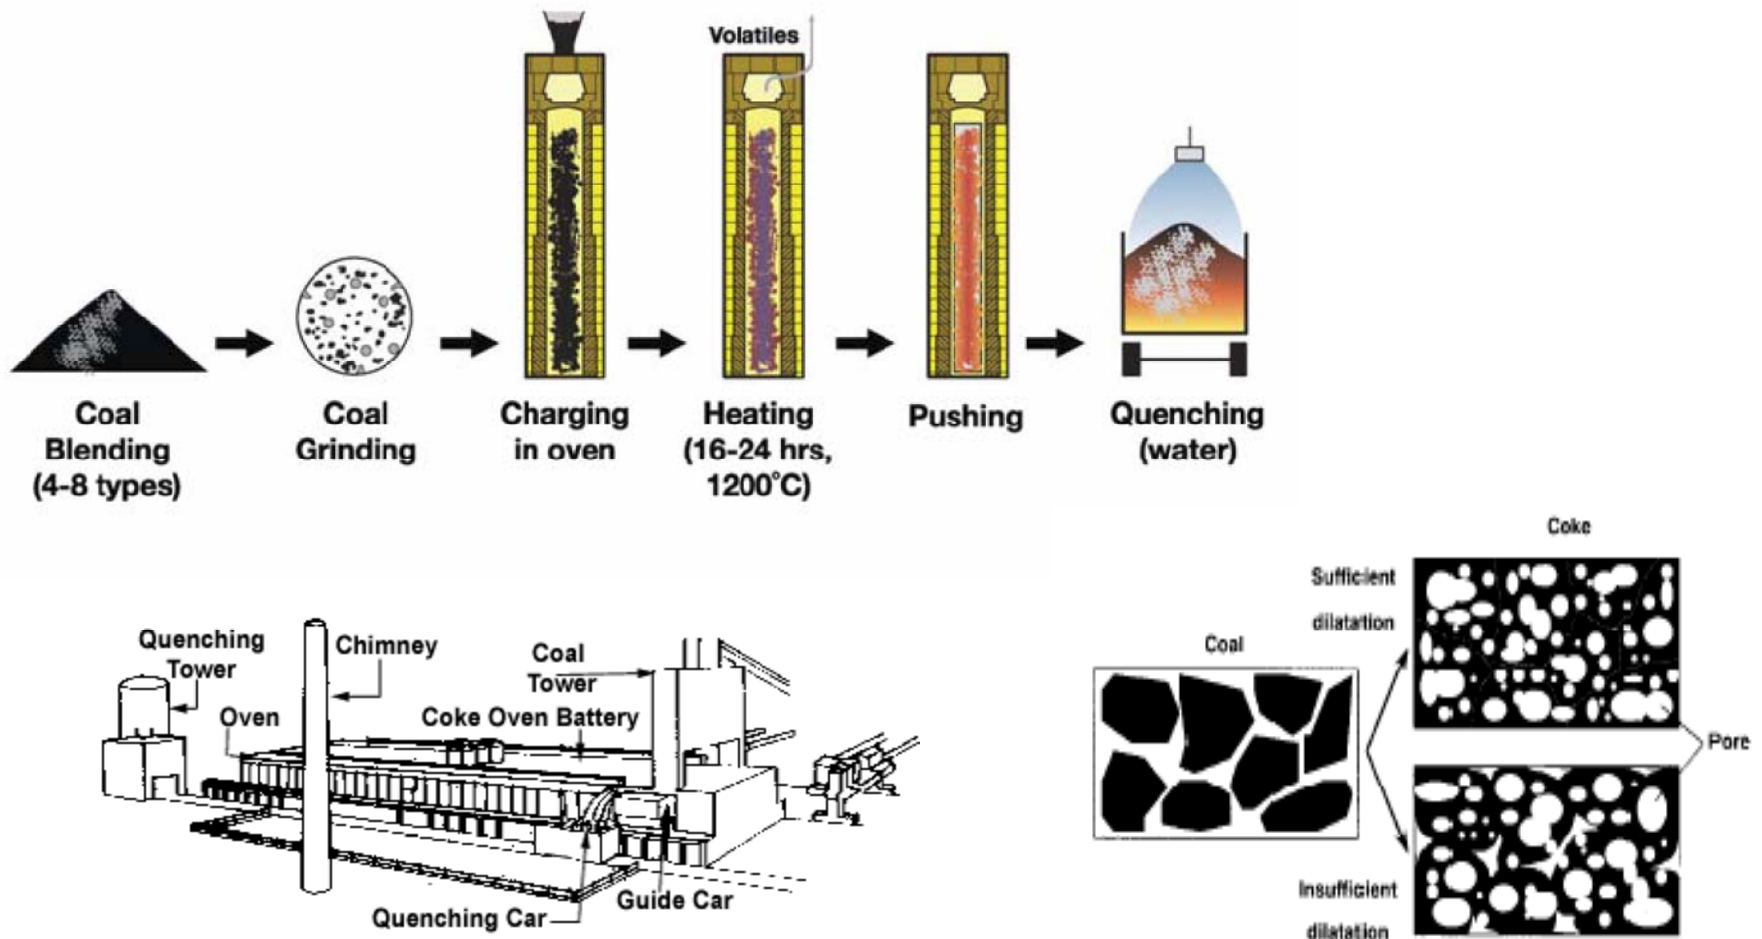 Volatiles
Coal
Blending
(4-8 types)
Coal
Grinding
Charging
in oven
Heating
(16-24 hrs,
1200°C)
Pushing
Quenching
(water)
Quenching
Tower
Chimney
Coal
Tower
Oven
Coke Oven Battery
Quenching Car
Guide Car
Coke
Sufficient
dilatation
Coal
Pore
Insufficient
dilatation